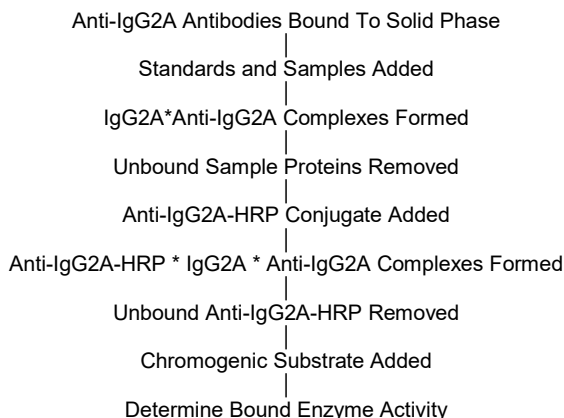 Anti-IgG2A Antibodies Bound To Solid Phase
Standards and Samples Added
IgG2A*Anti-IgG2A Complexes Formed
Unbound Sample Proteins Removed
Anti-IgG2A-HRP Conjugate Added
Anti-IgG2A-HRP * IgG2A * Anti-IgG2A Complexes Formed
Unbound Anti-IgG2A-HRP Removed
Chromogenic Substrate Added
Determine Bound Enzyme Activity